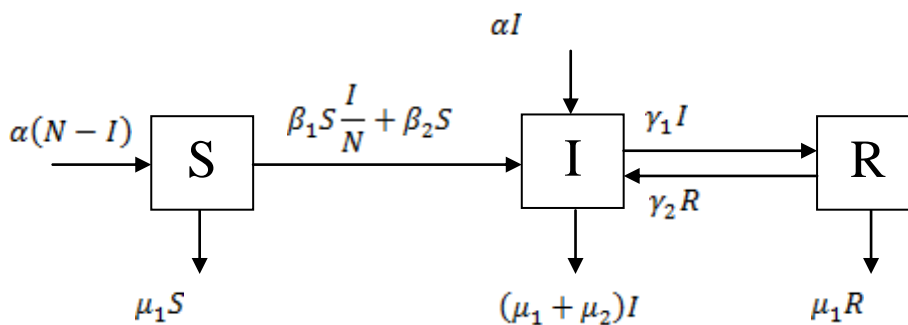 αI
α(N − I)
β₁S I/N + β₂S
γ₁I
S
I
R
γ₂R
μ₁S
(μ₁ + μ₂)I
μ₁R